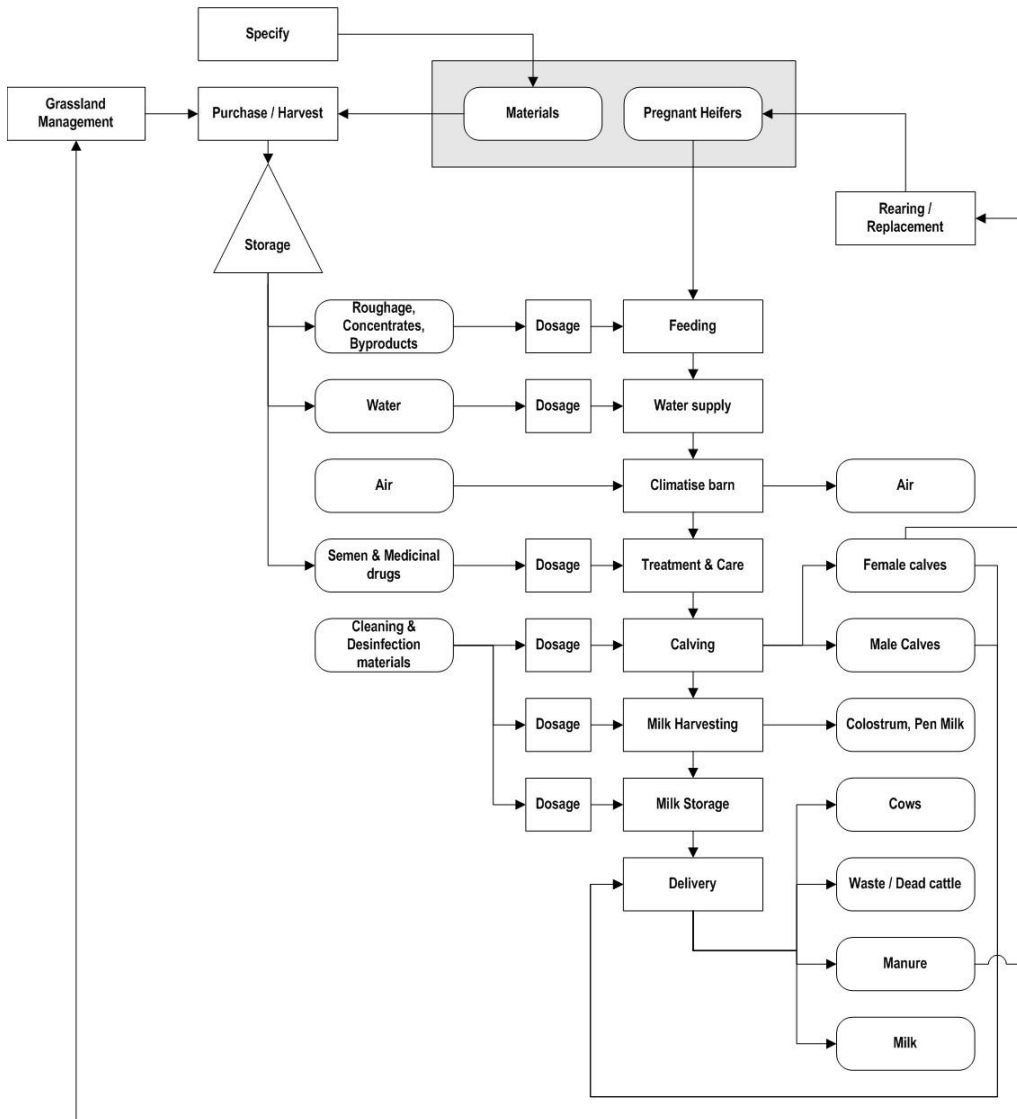 Specify
Grassland
Management
Purchase / Harvest
Materials
Pregnant Heifers
Rearing /
Replacement
Storage
Roughage,
Concentrates,
Byproducts
Dosage
Feeding
Water
Dosage
Water supply
Air
Climatise barn
Air
Semen & Medicinal
drugs
Dosage
Treatment & Care
Female calves
Cleaning &
Desinfection
materials
Dosage
Calving
Male Calves
Dosage
Milk Harvesting
Colostrum, Pen Milk
Dosage
Milk Storage
Cows
Delivery
Waste / Dead cattle
Manure
Milk